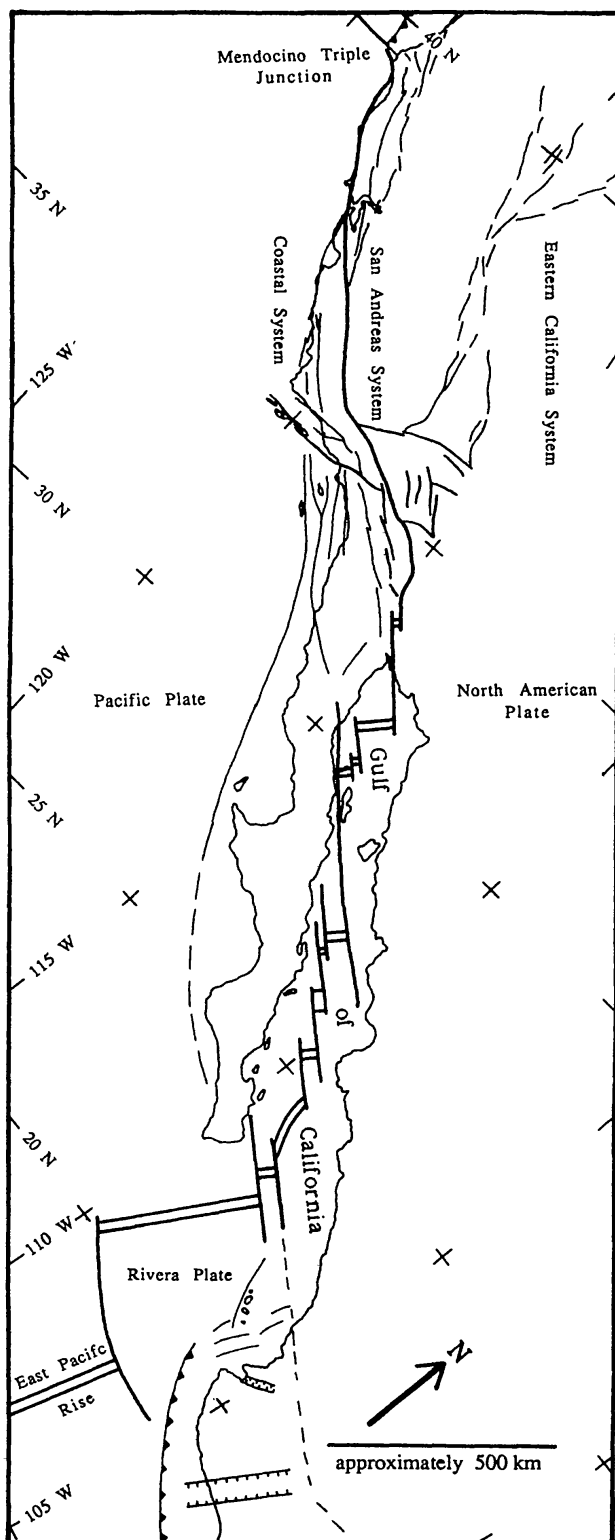 Mendocino Triple
Junction
40 N
35 N
Coastal System
San Andreas System
Eastern California System
125 W
30 N
120 W
Pacific Plate
North American
Plate
Gulf
25 N
115 W
of
20 N
California
110 W
Rivera Plate
N
East Pacifc
Rise
approximately 500 km
105 W